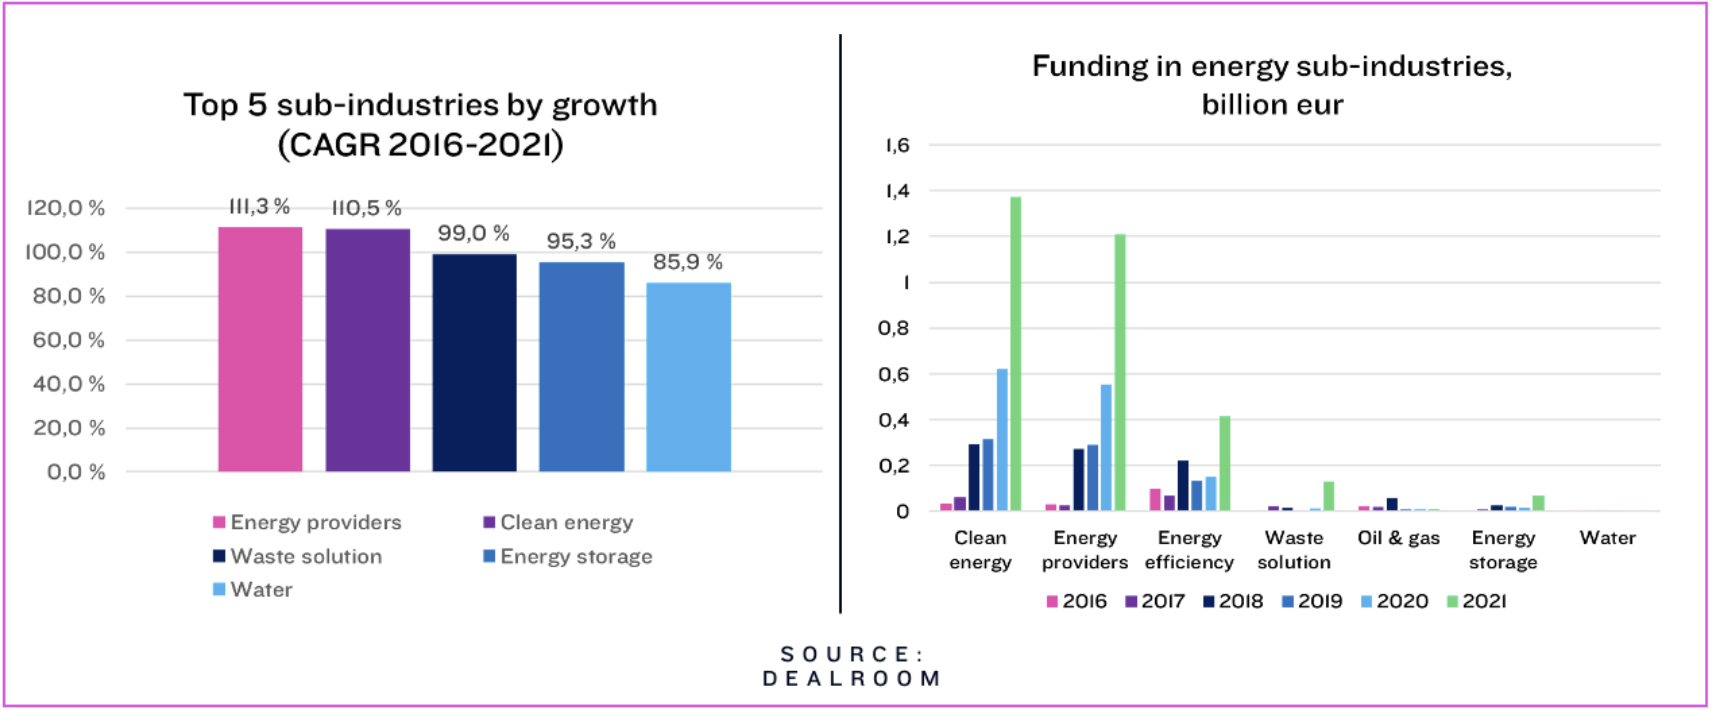 Top 5 sub-industries by growth
(CAGR 2016-2021)
120,0 %
100,0 %
80,0 %
60,0 %
40,0 %
20,0 %
0,0 %
111,3 %
110,5 %
99,0 %
95,3 %
85,9 %
Energy providers
Clean energy
Waste solution
Energy storage
Water
Funding in energy sub-industries,
billion eur
1,6
1,4
1,2
1
0,8
0,6
0,4
0,2
0
Clean
energy
Energy
providers
Energy
efficiency
Waste
solution
Oil & gas
Energy
storage
Water
2016
2017
2018
2019
2020
2021
SOURCE:
DEALROOM